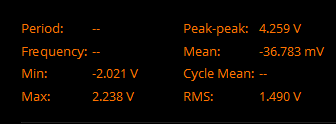 Period: -- Peak-peak: 4.259 V
Frequency: -- Mean: -36.783 mV
Min: -2.021 V Cycle Mean: --
Max: 2.238 V RMS: 1.490 V